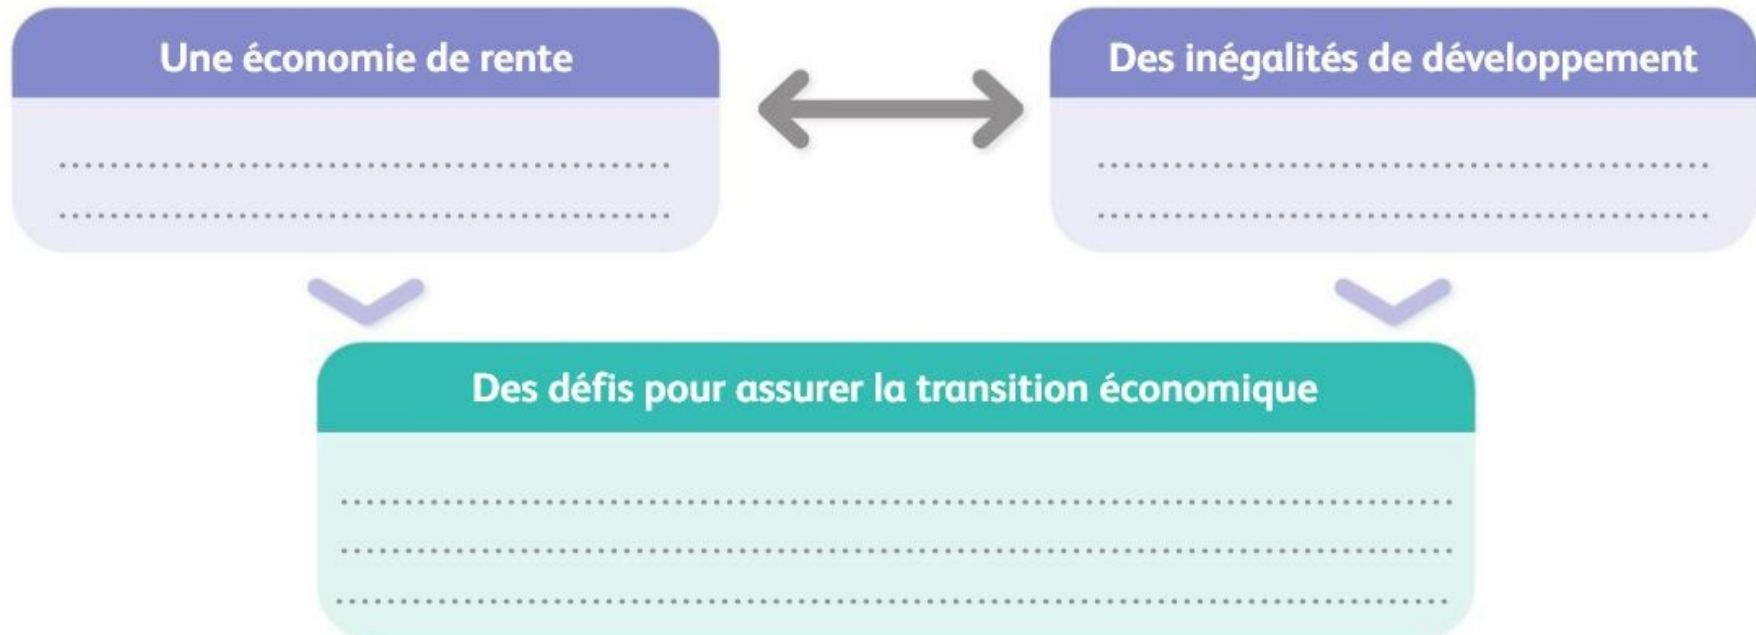 Une économie de rente
Des inégalités de développement
Des défis pour assurer la transition économique